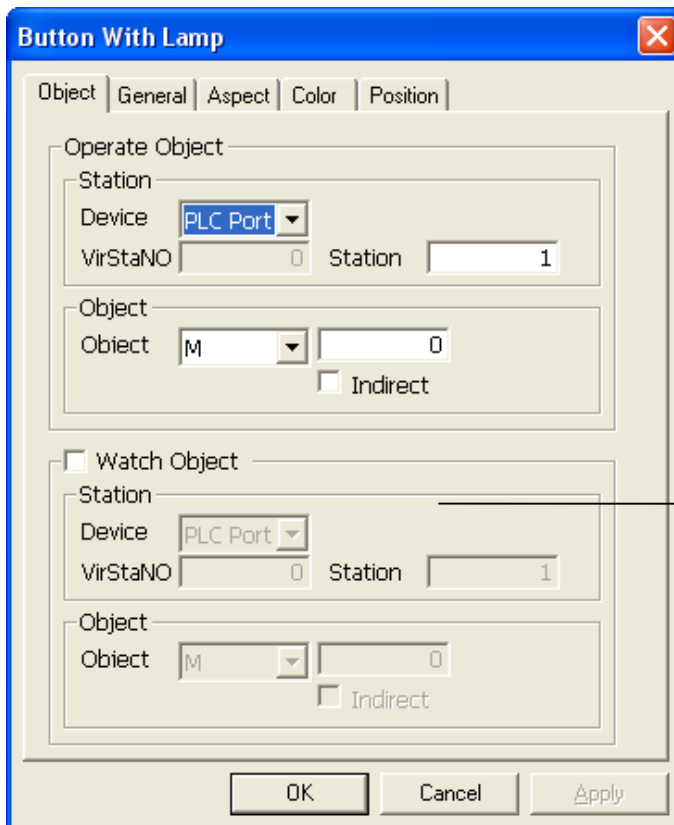 Button With Lamp
Object General Aspect Color Position
Operate Object
Station
Device PLC Port
VirStaNO 0 Station 1
Object
Object M 0
Indirect
Watch Object
Station
Device PLC Port
VirStaNO 0 Station 1
Object
Object M 0
Indirect
OK Cancel Apply